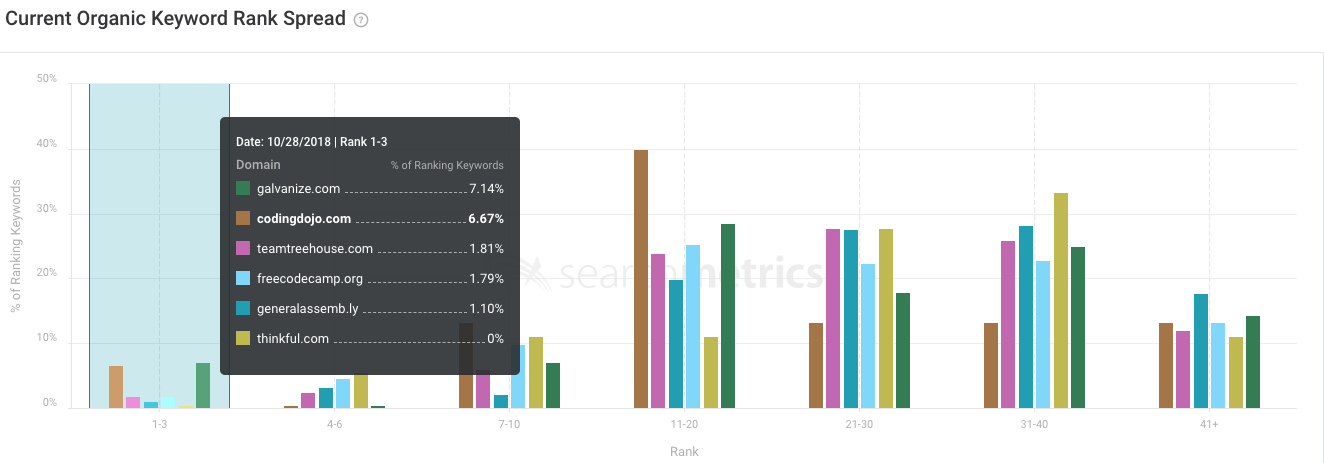 Current Organic Keyword Rank Spread ?
50%
40%
30%
20%
10%
0%
% of Ranking Keywords
Date: 10/28/2018 | Rank 1-3
Domain % of Ranking Keywords
galvanize.com 7.14%
codingdojo.com 6.67%
teamtreehouse.com 1.81%
freecodecamp.org 1.79%
generalassemb.ly 1.10%
thinkful.com 0%
searchmetrics
1-3 4-6 7-10 11-20 21-30 31-40 41+
Rank